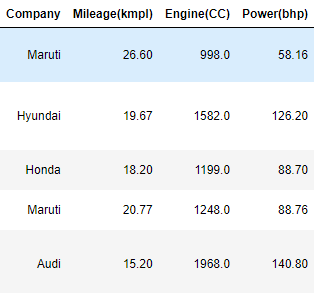 Company Mileage(kmpl) Engine(CC) Power(bhp)
Maruti 26.60 998.0 58.16
Hyundai 19.67 1582.0 126.20
Honda 18.20 1199.0 88.70
Maruti 20.77 1248.0 88.76
Audi 15.20 1968.0 140.80